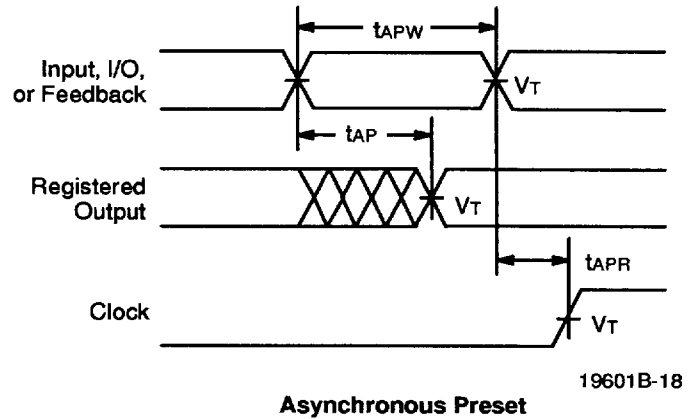 tAPW
Input, I/O,
or Feedback
VT
tAP
Registered
Output
VT
tAPR
Clock
VT
19601B-18
Asynchronous Preset